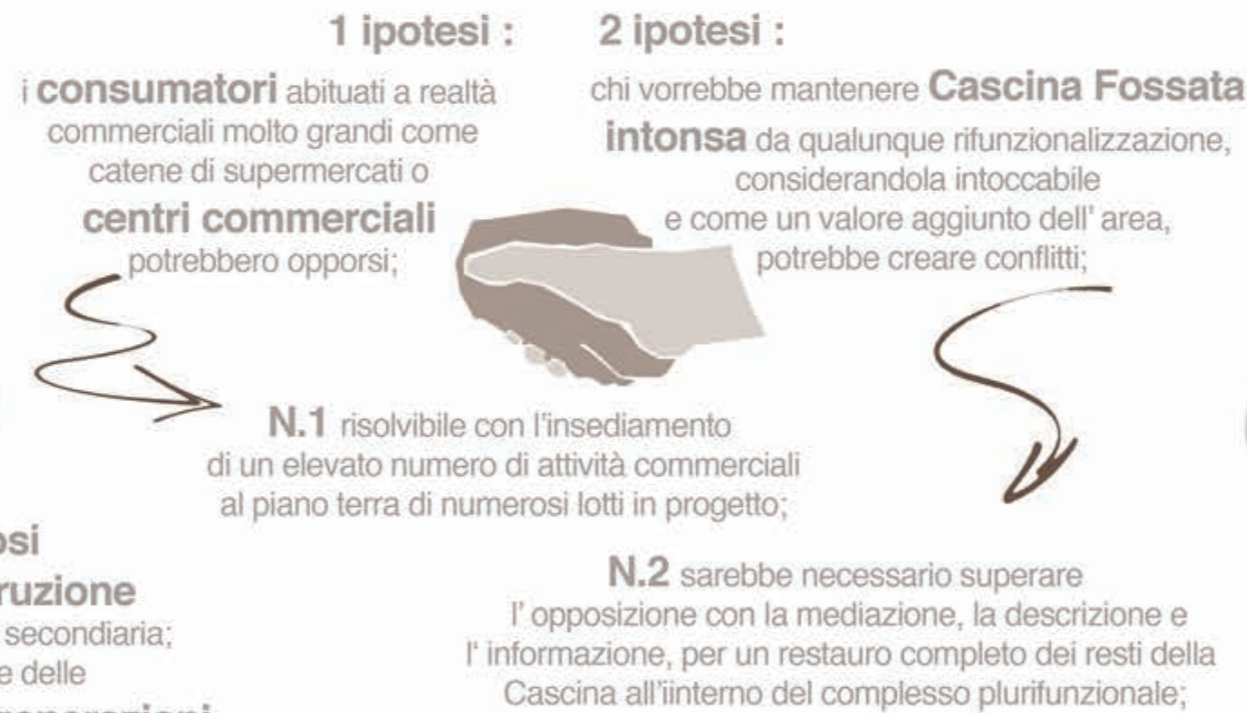 1 ipotesi :
i consumatori abituati a realtà
commerciali molto grandi come
catene di supermercati o
centri commerciali
potrebbero opporsi;
2 ipotesi :
chi vorrebbe mantenere Cascina Fossata
intonsa da qualunque rifunzionalizzazione,
considerandola intoccabile
e come un valore aggiunto dell' area,
potrebbe creare conflitti;
N.1 risolvibile con l'insediamento
di un elevato numero di attività commerciali
al piano terra di numerosi lotti in progetto;
N.2 sarebbe necessario superare
l' opposizione con la mediazione, la descrizione e
l' informazione, per un restauro completo dei resti della
Cascina all'iinterno del complesso plurifunzionale;
secondaria;
e delle